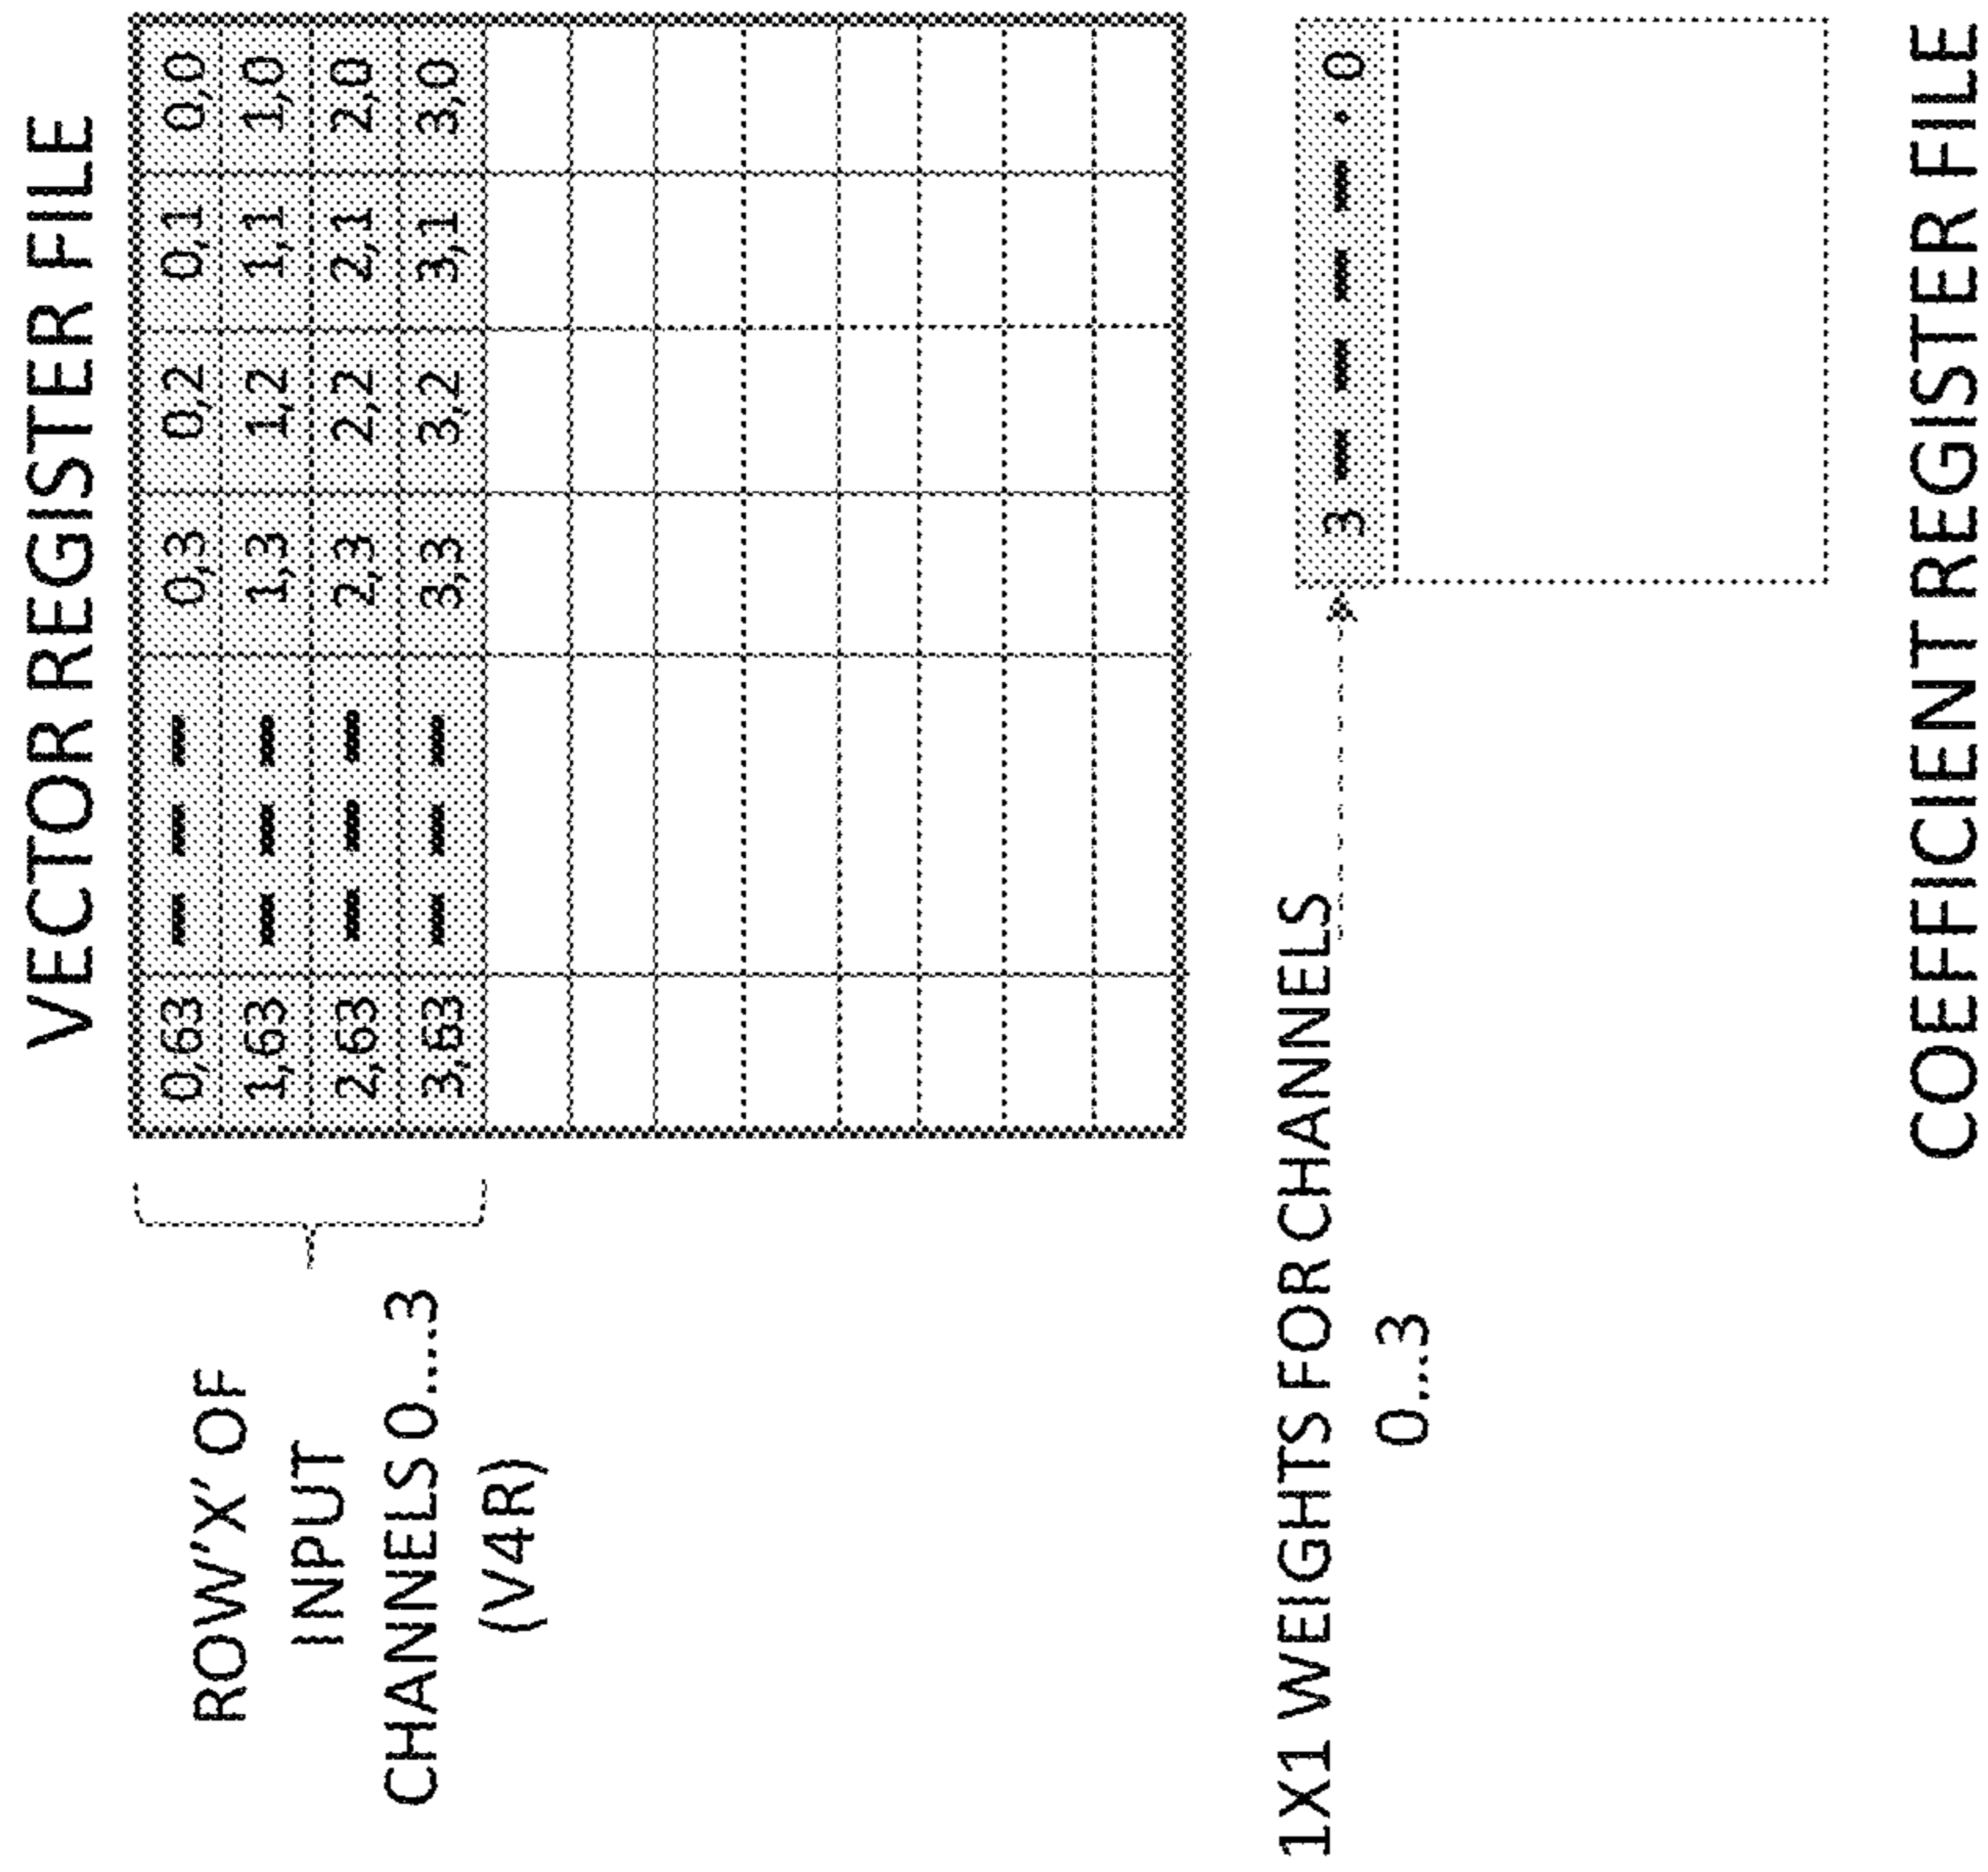 VECTOR REGISTER FILE
0,63 — — — 0,3 0,2 0,1 0,0
1,63 — — — 1,3 1,2 1,1 1,0
2,63 — — — 2,3 2,2 2,1 2,0
3,63 — — — 3,3 3,2 3,1 3,0
ROW'X' OF
INPUT
CHANNELS 0...3
(V4R)
1X1 WEIGHTS FOR CHANNELS
0...3
3 — — — — . . 0
COEFFICIENT REGISTER FILE